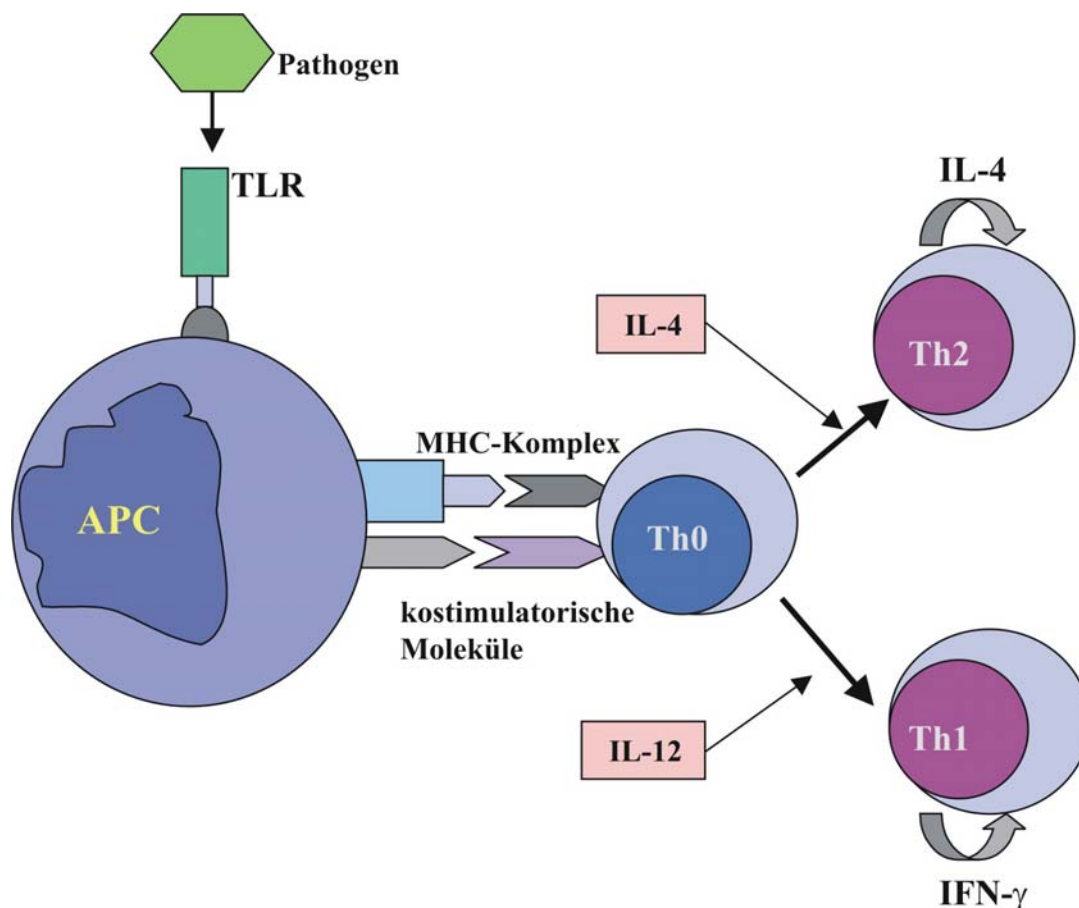 Pathogen
TLR
IL-4
IL-4
Th2
MHC-Komplex
APC
Th0
kostimulatorische
Moleküle
IL-12
Th1
IFN-γ